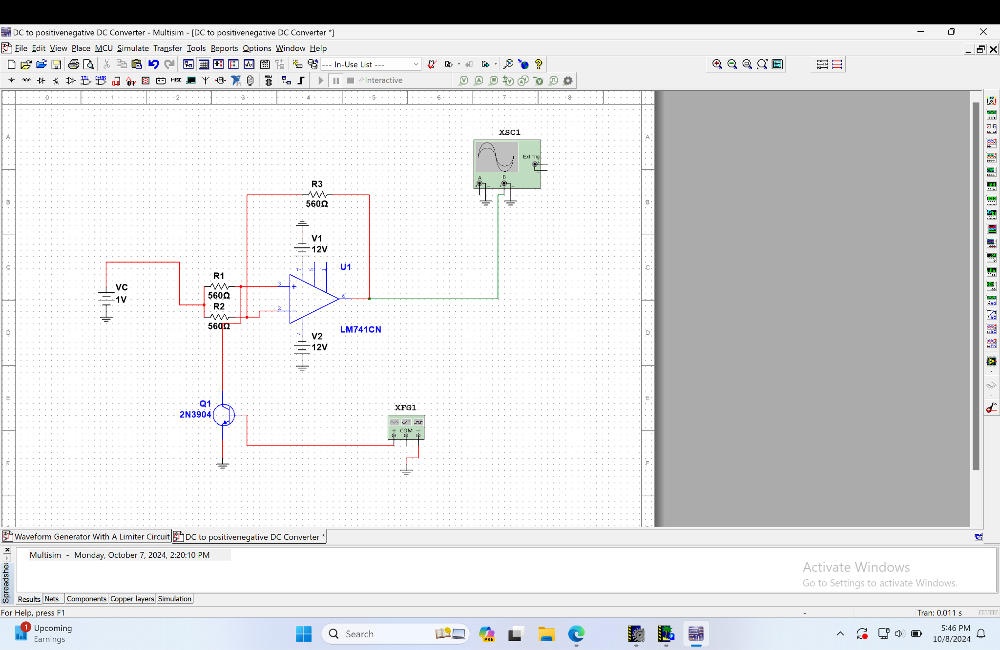 DC to positivenegative DC Converter - Multisim - [DC to positivenegative DC Converter *]
File Edit View Place MCU Simulate Transfer Tools Reports Options Window Help
--- In-Use List ---
TTL CMOS MISC Interactive
0 1 2 3 4 5 6 7 8
XSC1
A A
Ext Trig
A B
R3
B B
560Ω
V1
12V
C C
U1
7 5 1
R1
3
VC
560Ω
1V
6
R2
2
560Ω
LM741CN
D D
4
V2
12V
E E
Q1
2N3904
XFG1
COM
F F
Waveform Generator With A Limiter Circuit DC to positivenegative DC Converter *
Multisim - Monday, October 7, 2024, 2:20:10 PM
Activate Windows
Go to Settings to activate Windows.
Results Nets Components Copper layers Simulation
For Help, press F1 - Tran: 0.011 s
1 Upcoming
Earnings
Search
PRE
5:46 PM
10/8/2024